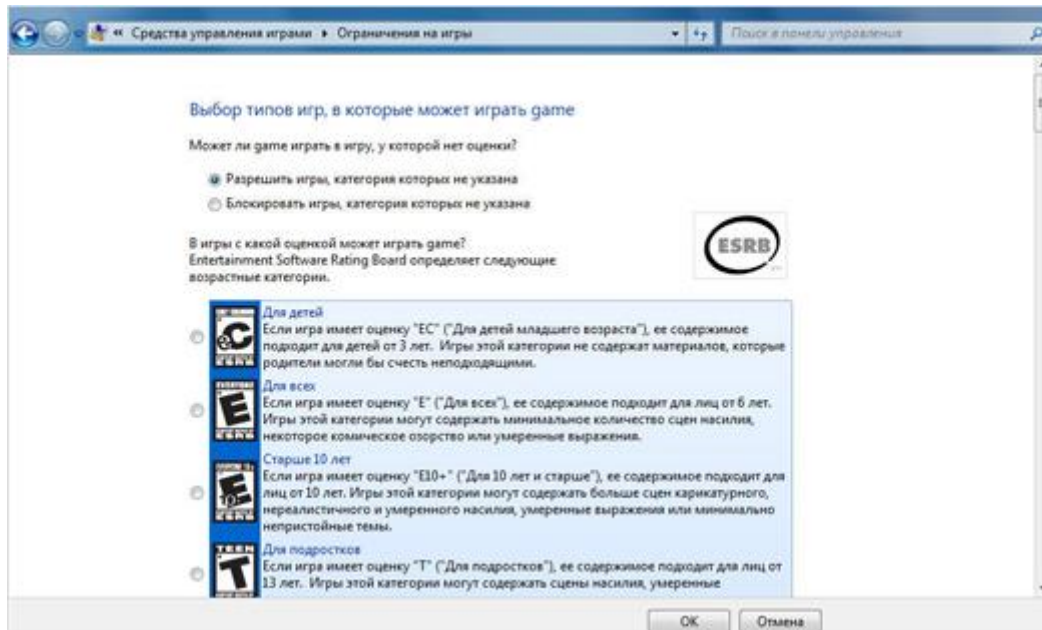 « Средства управления играми ▸ Ограничения на игры
Поиск в панели управления
Выбор типов игр, в которые может играть game
Может ли game играть в игру, у которой нет оценки?
Разрешить игры, категория которых не указана
Блокировать игры, категория которых не указана
В игры с какой оценкой может играть game?
Entertainment Software Rating Board определяет следующие
возрастные категории.
ESRB
Для детей
Если игра имеет оценку "EC" ("Для детей младшего возраста"), ее содержимое
подходит для детей от 3 лет. Игры этой категории не содержат материалов, которые
родители могли бы счесть неподходящими.
Для всех
Если игра имеет оценку "E" ("Для всех"), ее содержимое подходит для лиц от 6 лет.
Игры этой категории могут содержать минимальное количество сцен насилия,
некоторое комическое озорство или умеренные выражения.
Старше 10 лет
Если игра имеет оценку "E10+" ("Для 10 лет и старше"), ее содержимое подходит для
лиц от 10 лет. Игры этой категории могут содержать больше сцен карикатурного,
нереалистичного и умеренного насилия, умеренные выражения или минимально
непристойные темы.
Для подростков
Если игра имеет оценку "T" ("Для подростков"), ее содержимое подходит для лиц от
13 лет. Игры этой категории могут содержать сцены насилия, умеренные
OK
Отмена